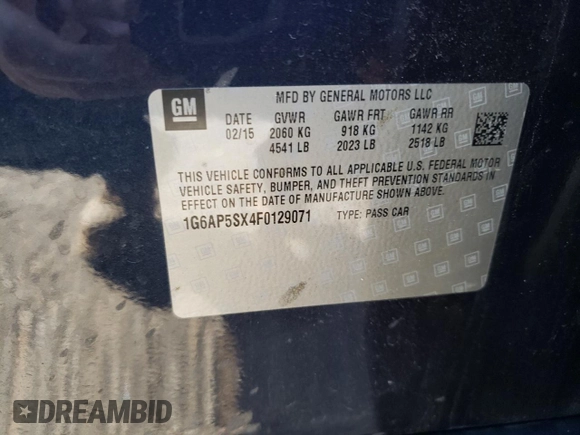 GM
MFD BY GENERAL MOTORS LLC
DATE GVWR GAWR FRT GAWR RR
02/15 2060 KG 918 KG 1142 KG
4541 LB 2023 LB 2518 LB
THIS VEHICLE CONFORMS TO ALL APPLICABLE U.S. FEDERAL MOTOR
VEHICLE SAFETY, BUMPER, AND THEFT PREVENTION STANDARDS IN
EFFECT ON THE DATE OF MANUFACTURE SHOWN ABOVE.
1G6AP5SX4F0129071 TYPE: PASS CAR
DREAMBID